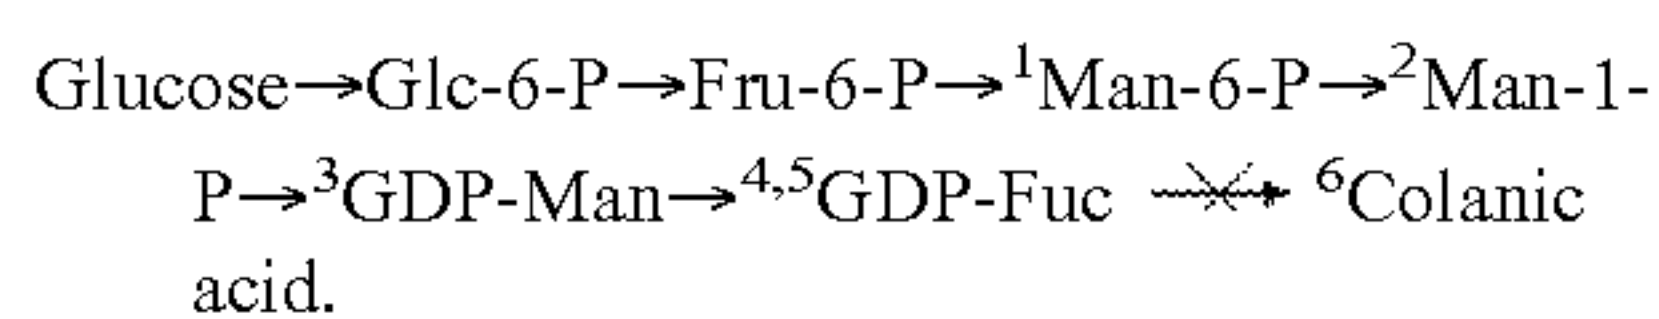 Glucose→Glc-6-P→Fru-6-P→¹Man-6-P→²Man-1-
P→³GDP-Man→⁴,⁵GDP-Fuc ⁶Colanic
acid.